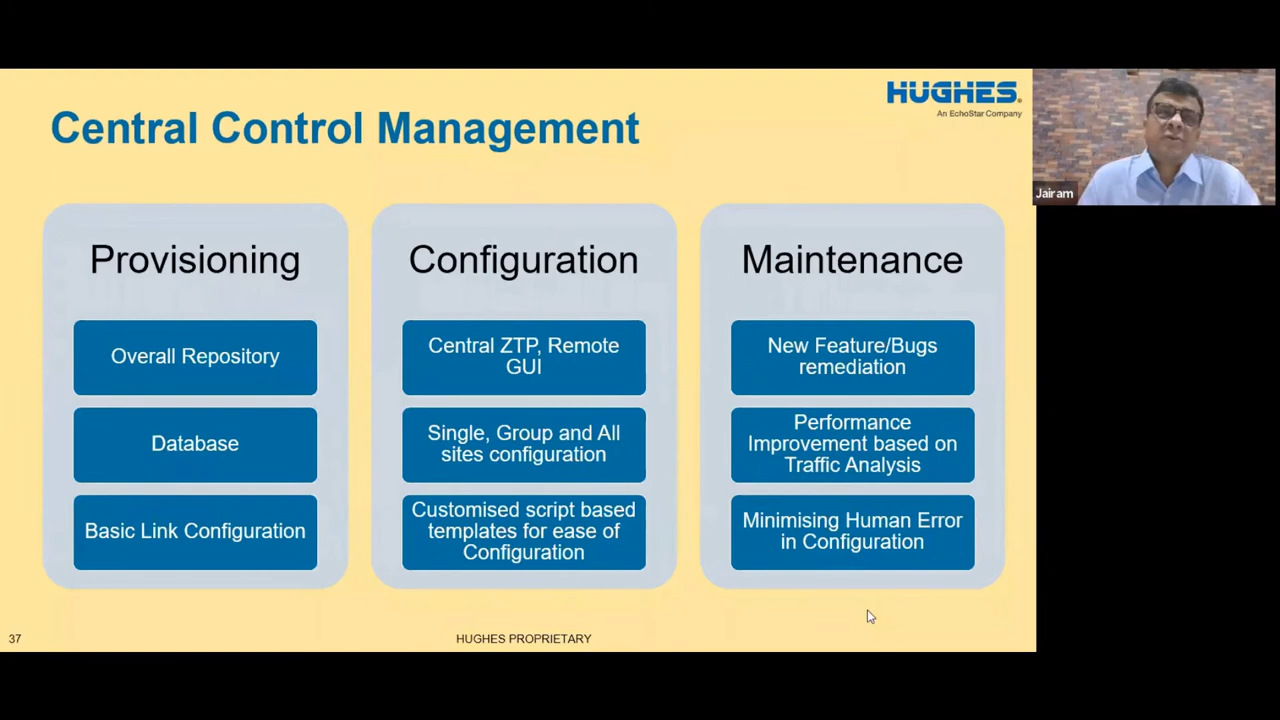 HUGHES®
An EchoStar Company
Central Control Management
Jairam
Provisioning
Overall Repository
Database
Basic Link Configuration
Configuration
Central ZTP, Remote
GUI
Single, Group and All
sites configuration
Customised script based
templates for ease of
Configuration
Maintenance
New Feature/Bugs
remediation
Performance
Improvement based on
Traffic Analysis
Minimising Human Error
in Configuration
37
HUGHES PROPRIETARY